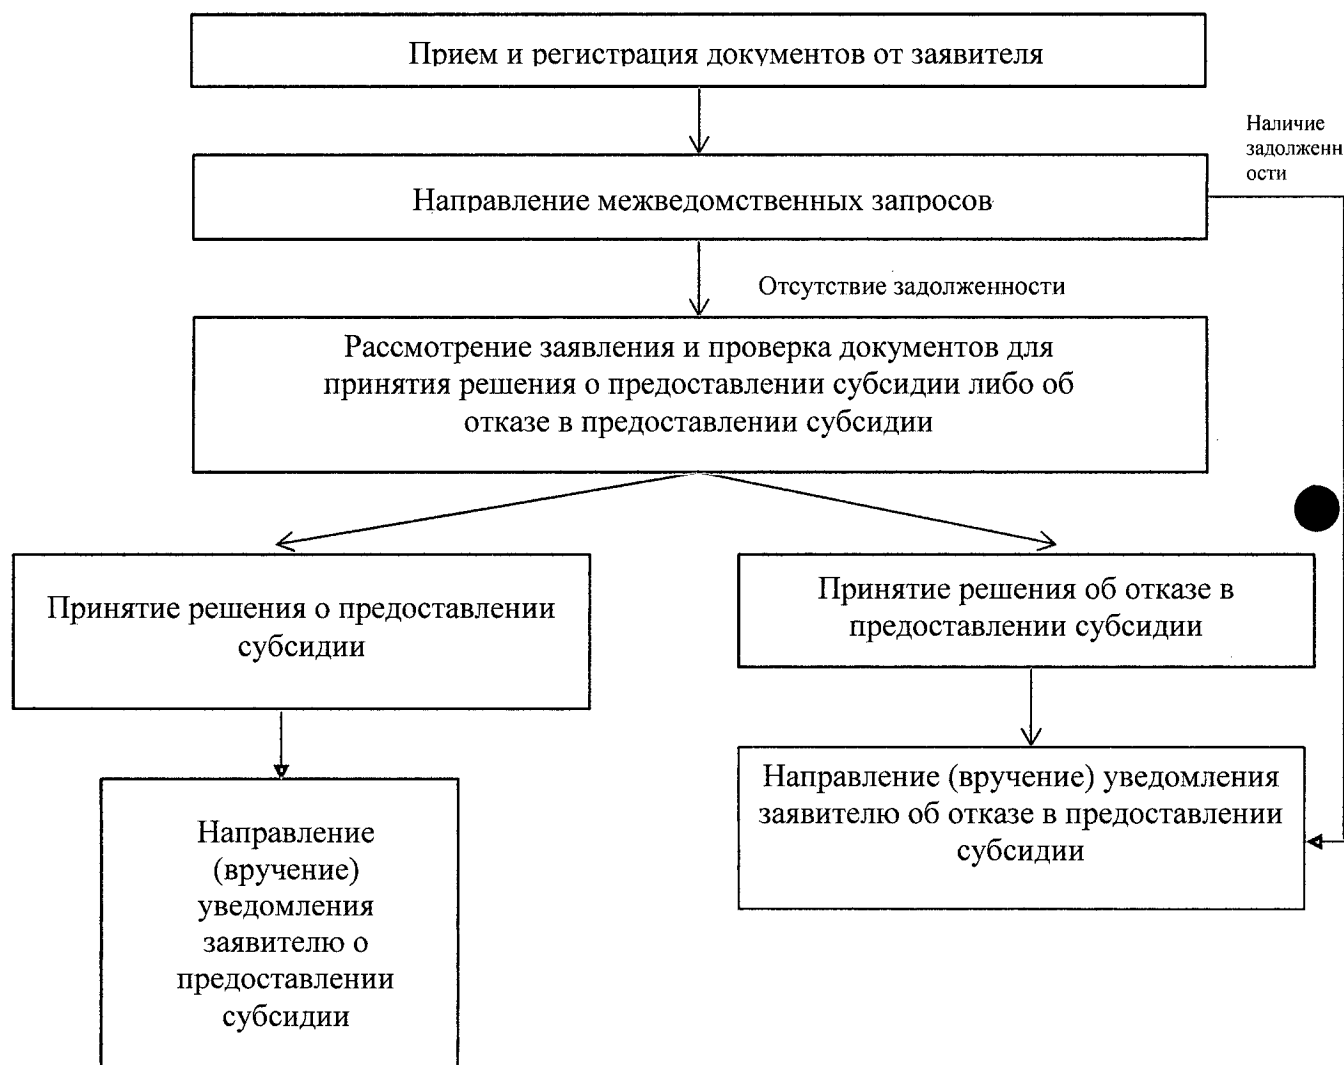 Прием и регистрация документов от заявителя
Наличие
задолженн
ости
Направление межведомственных запросов
Отсутствие задолженности
Рассмотрение заявления и проверка документов для
принятия решения о предоставлении субсидии либо об
отказе в предоставлении субсидии
Принятие решения о предоставлении
субсидии
Принятие решения об отказе в
предоставлении субсидии
Направление (вручение) уведомления
заявителю об отказе в предоставлении
субсидии
Направление
(вручение)
уведомления
заявителю о
предоставлении
субсидии